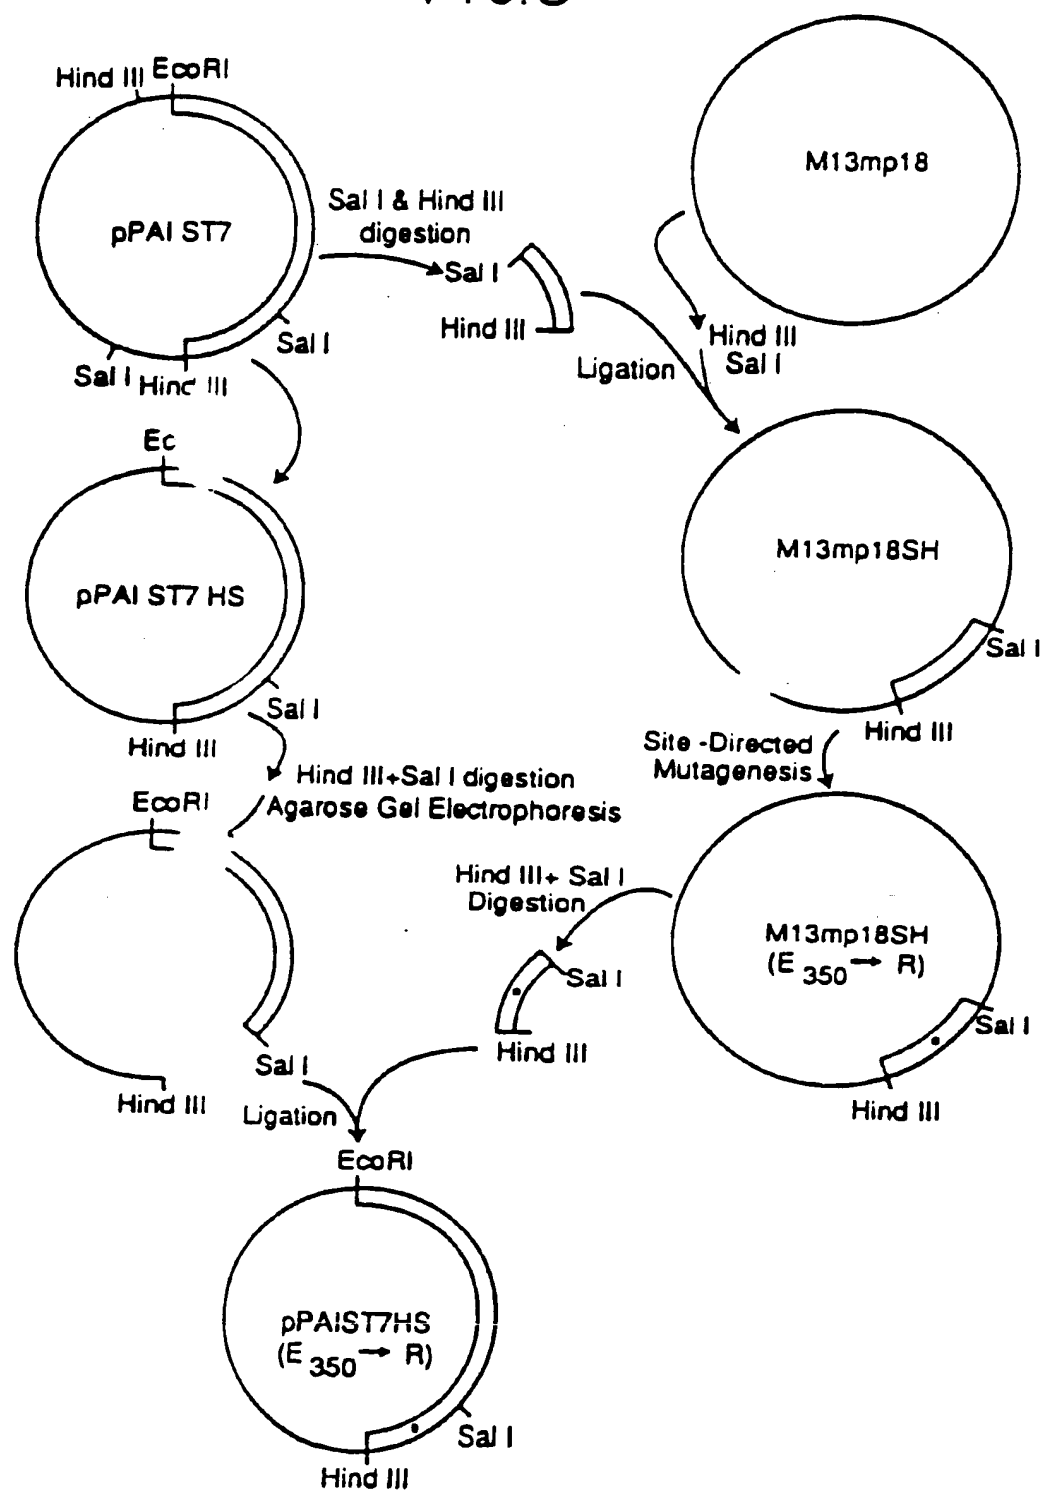 Hind III EcoRI
pPAI ST7
Sal I & Hind III
digestion
Sal I
Hind III
Sal I
Sal I Hind III
M13mp18
Hind III
Sal I
Ligation
Ec
pPAI ST7 HS
Sal I
Hind III
M13mp18SH
Sal I
Hind III
Site -Directed
Mutagenesis
Hind III+Sal I digestion
Agarose Gel Electrophoresis
EcoRI
Sal I
Hind III
Hind III+ Sal I
Digestion
Sal I
Hind III
M13mp18SH
(E 350 → R)
Sal I
Hind III
Ligation
EcoRI
pPAIST7HS
(E 350 → R)
Sal I
Hind III